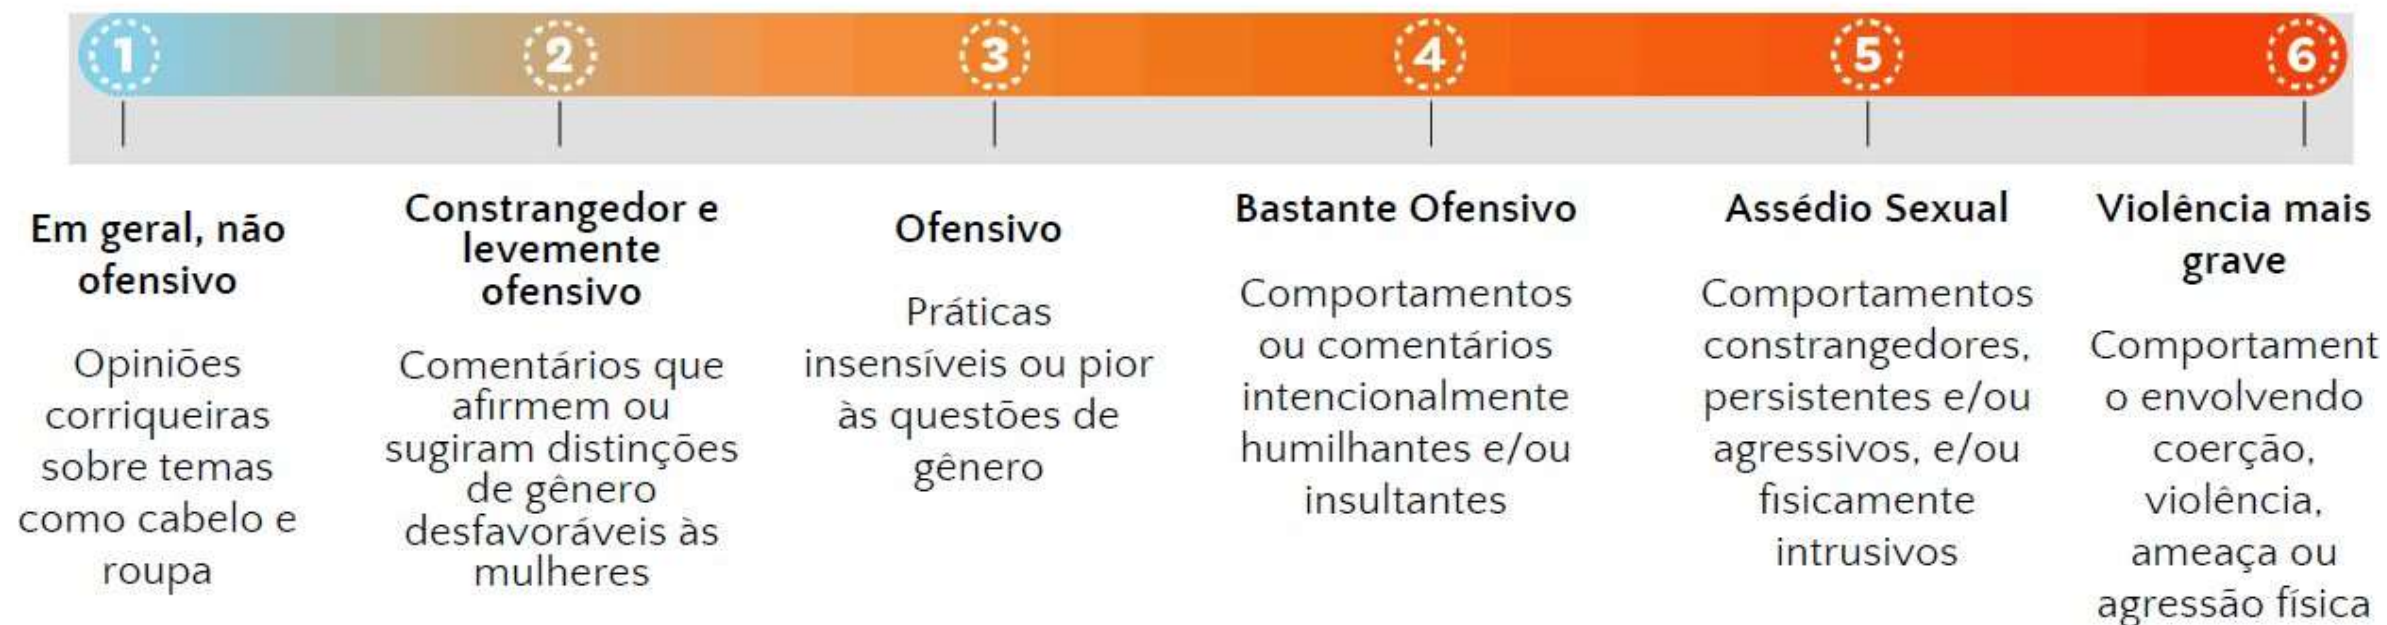 1
2
3
4
5
6
Em geral, não
ofensivo
Opiniões
corriqueiras
sobre temas
como cabelo e
roupa
Constrangedor e
levemente
ofensivo
Comentários que
afirmem ou
sugiram distinções
de gênero
desfavoráveis às
mulheres
Ofensivo
Práticas
insensíveis ou pior
às questões de
gênero
Bastante Ofensivo
Comportamentos
ou comentários
intencionalmente
humilhantes e/ou
insultantes
Assédio Sexual
Comportamentos
constrangedores,
persistentes e/ou
agressivos, e/ou
fisicamente
intrusivos
Violência mais
grave
Comportament
o envolvendo
coerção,
violência,
ameaça ou
agressão física